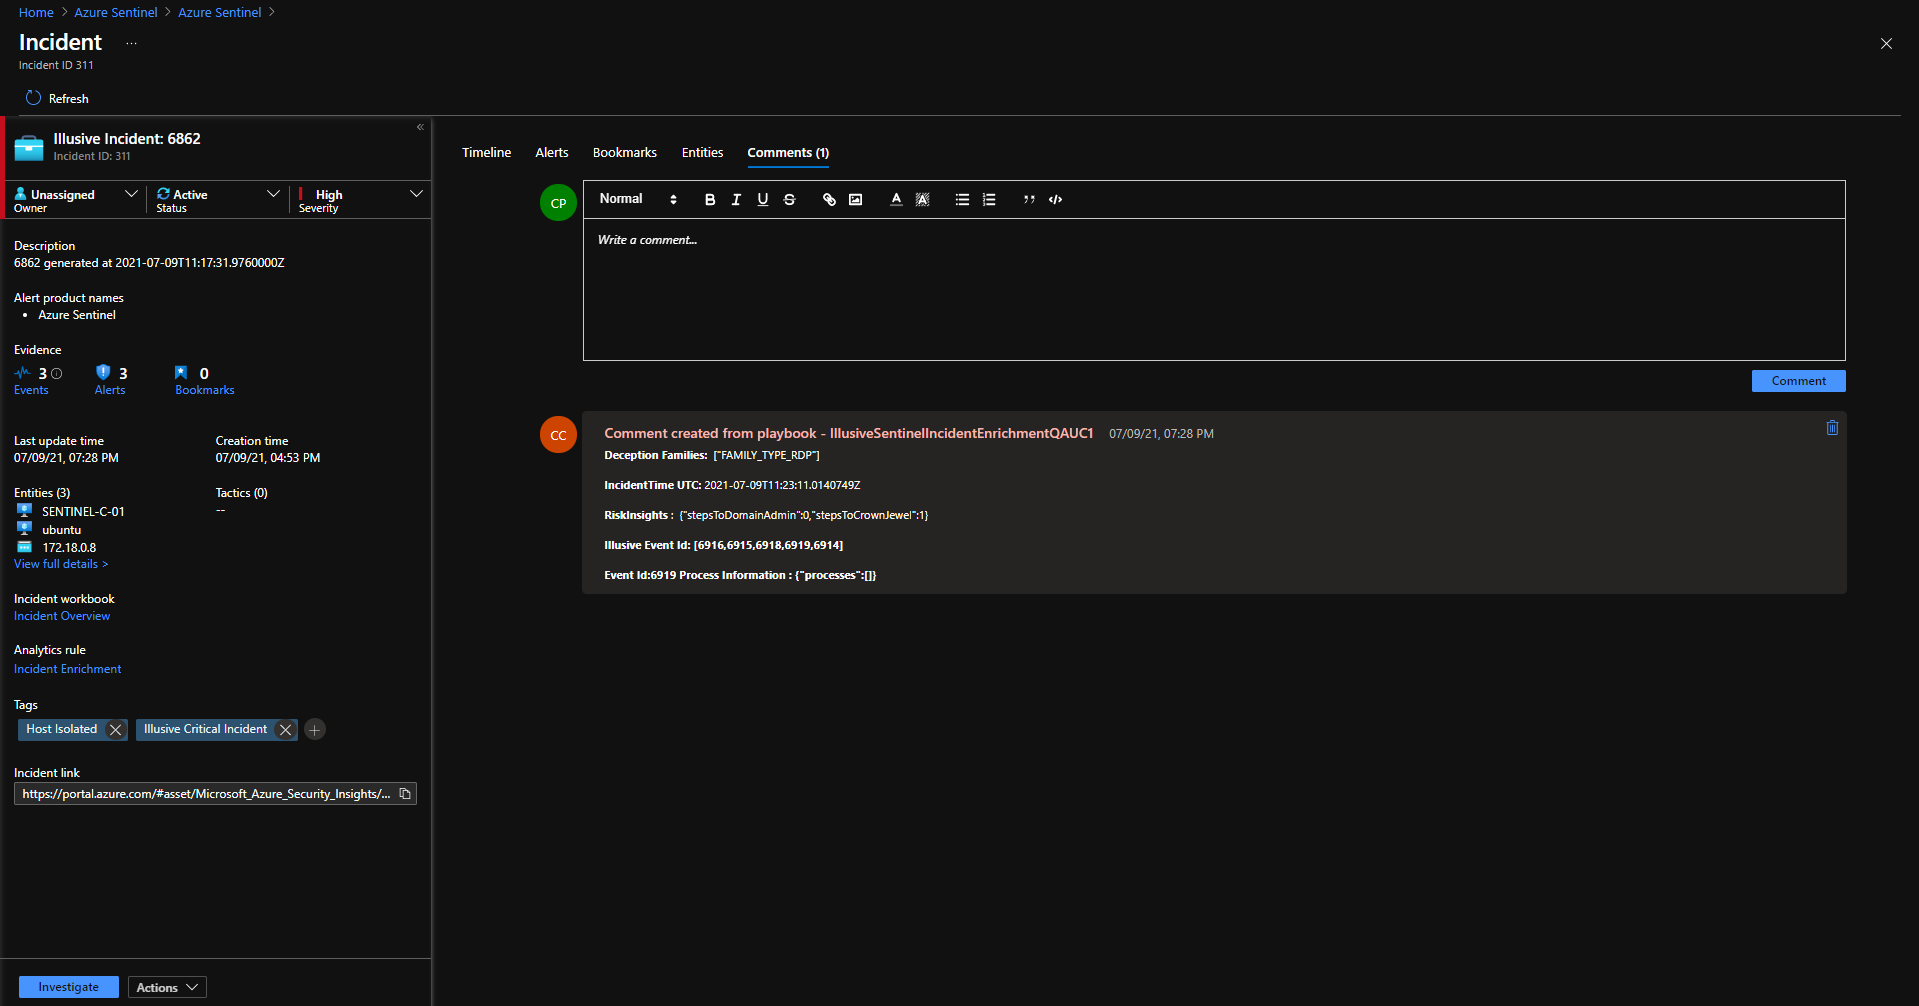 Home > Azure Sentinel > Azure Sentinel >
Incident ...
Incident ID 311
Refresh
Illusive Incident: 6862
Incident ID: 311
Unassigned
Owner
Active
Status
High
Severity
Description
6862 generated at 2021-07-09T11:17:31.9760000Z
Alert product names
• Azure Sentinel
Evidence
3
Events
3
Alerts
0
Bookmarks
Last update time
07/09/21, 07:28 PM
Creation time
07/09/21, 04:53 PM
Entities (3)
SENTINEL-C-01
ubuntu
172.18.0.8
View full details >
Tactics (0)
--
Incident workbook
Incident Overview
Analytics rule
Incident Enrichment
Tags
Host Isolated
Illusive Critical Incident
Incident link
https://portal.azure.com/#asset/Microsoft_Azure_Security_Insights/...
Investigate
Actions
Timeline Alerts Bookmarks Entities Comments (1)
CP
Normal B I U S A A
Write a comment...
Comment
CC
Comment created from playbook - IllusiveSentinelIncidentEnrichmentQAUC1 07/09/21, 07:28 PM
Deception Families: ["FAMILY_TYPE_RDP"]
IncidentTime UTC: 2021-07-09T11:23:11.0140749Z
RiskInsights : {"stepsToDomainAdmin":0,"stepsToCrownJewel":1}
Illusive Event Id: [6916,6915,6918,6919,6914]
Event Id:6919 Process Information : {"processes":[]}